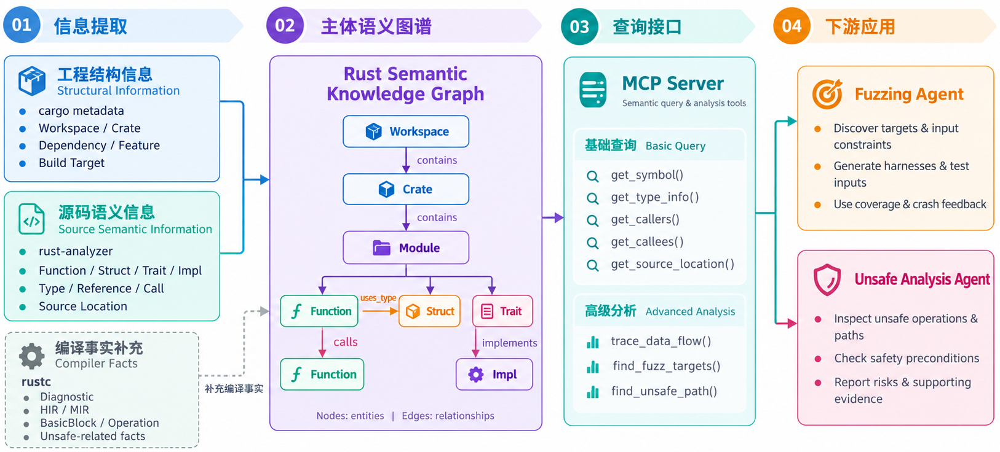 01 信息提取
工程结构信息
Structural Information
cargo metadata
Workspace / Crate
Dependency / Feature
Build Target
源码语义信息
Source Semantic Information
rust-analyzer
Function / Struct / Trait / Impl
Type / Reference / Call
Source Location
编译事实补充
Compiler Facts
rustc
Diagnostic
HIR / MIR
BasicBlock / Operation
Unsafe-related facts
补充编译事实
02 主体语义图谱
Rust Semantic
Knowledge Graph
Workspace
contains
Crate
contains
Module
Function
uses_type
Struct
Trait
calls
implements
Function
Impl
Nodes: entities | Edges: relationships
03 查询接口
MCP Server
Semantic query & analysis tools
基础查询 Basic Query
get_symbol()
get_type_info()
get_callers()
get_callees()
get_source_location()
高级分析 Advanced Analysis
trace_data_flow()
find_fuzz_targets()
find_unsafe_path()
04 下游应用
Fuzzing Agent
Discover targets & input
constraints
Generate harnesses & test
inputs
Use coverage & crash feedback
Unsafe Analysis Agent
Inspect unsafe operations &
paths
Check safety preconditions
Report risks & supporting
evidence